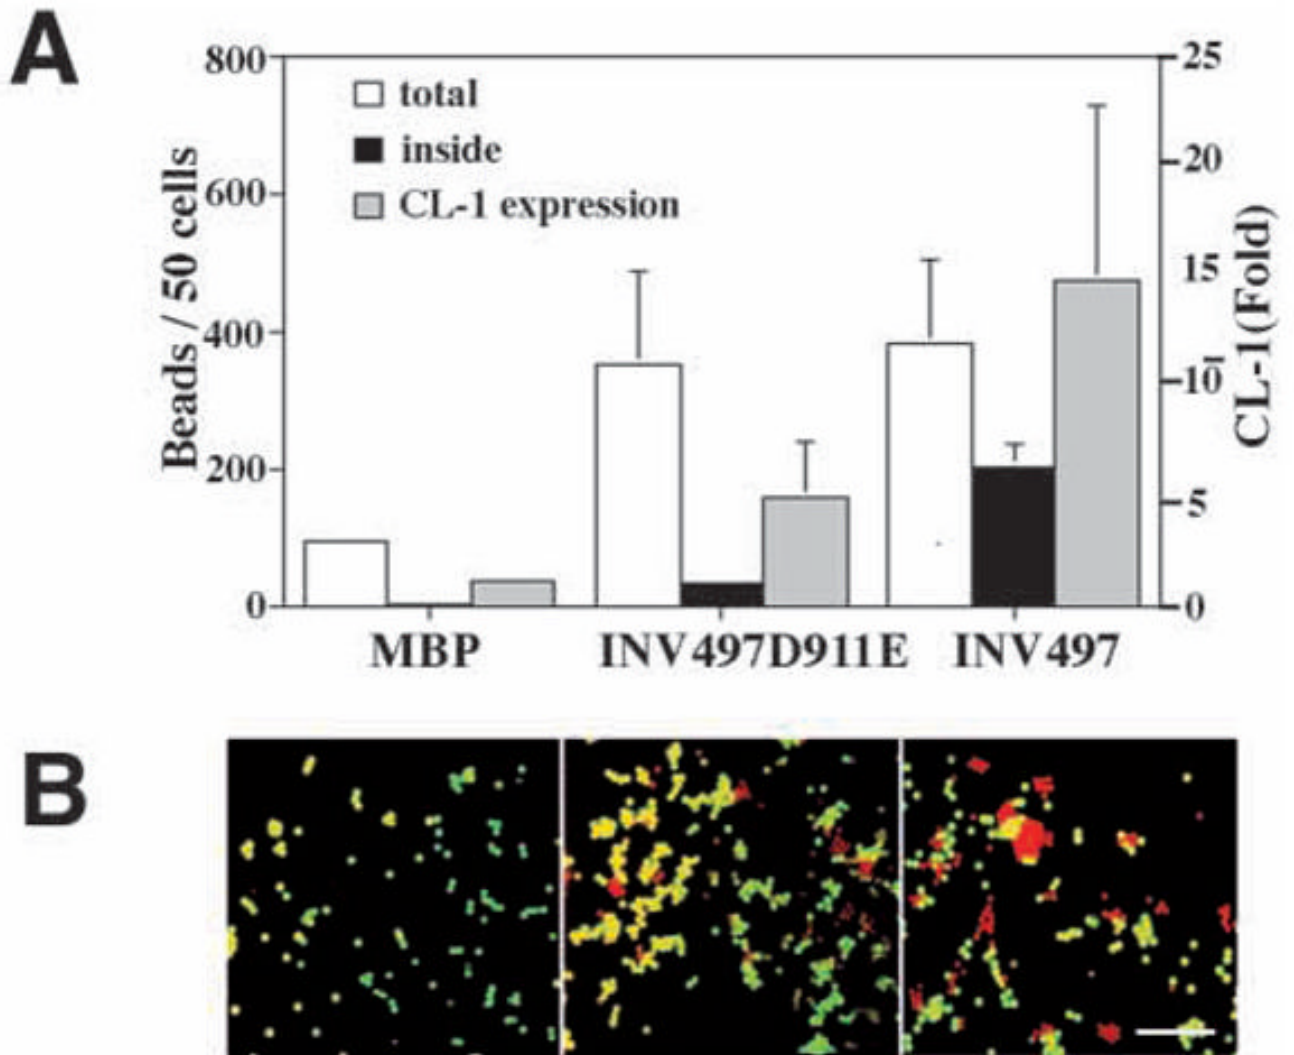 A
800
600
400
200
0
Beads / 50 cells
total
inside
CL-1 expression
25
20
15
10
5
0
CL-1(Fold)
MBP INV497D911E INV497
B